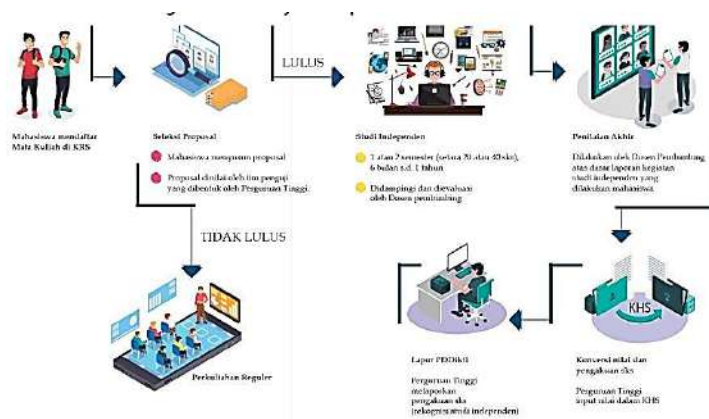 LULUS
Mahasiswa mendaftar
Mata Kuliah di KRS
Seleksi Proposal
Mahasiswa menyusun proposal
Proposal dinilai oleh tim penguji
yang dibentuk oleh Perguruan Tinggi.
Studi Independen
1 atau 2 semester (setara 20 atau 40 sks),
6 bulan s.d. 1 tahun
Didampingi dan dievaluasi
oleh Dosen pembimbing
Penilaian Akhir
Dilakukan oleh Dosen Pembimbing
atas dasar laporan kegiatan
studi independen yang
dilakukan mahasiswa.
TIDAK LULUS
Perkuliahan Reguler
Lapor PDDikti
Perguruan Tinggi
melaporkan
pengakuan sks
(rekognisi studi independen)
KHS
Konversi nilai dan
pengakuan sks
Perguruan Tinggi
input nilai dalam KHS